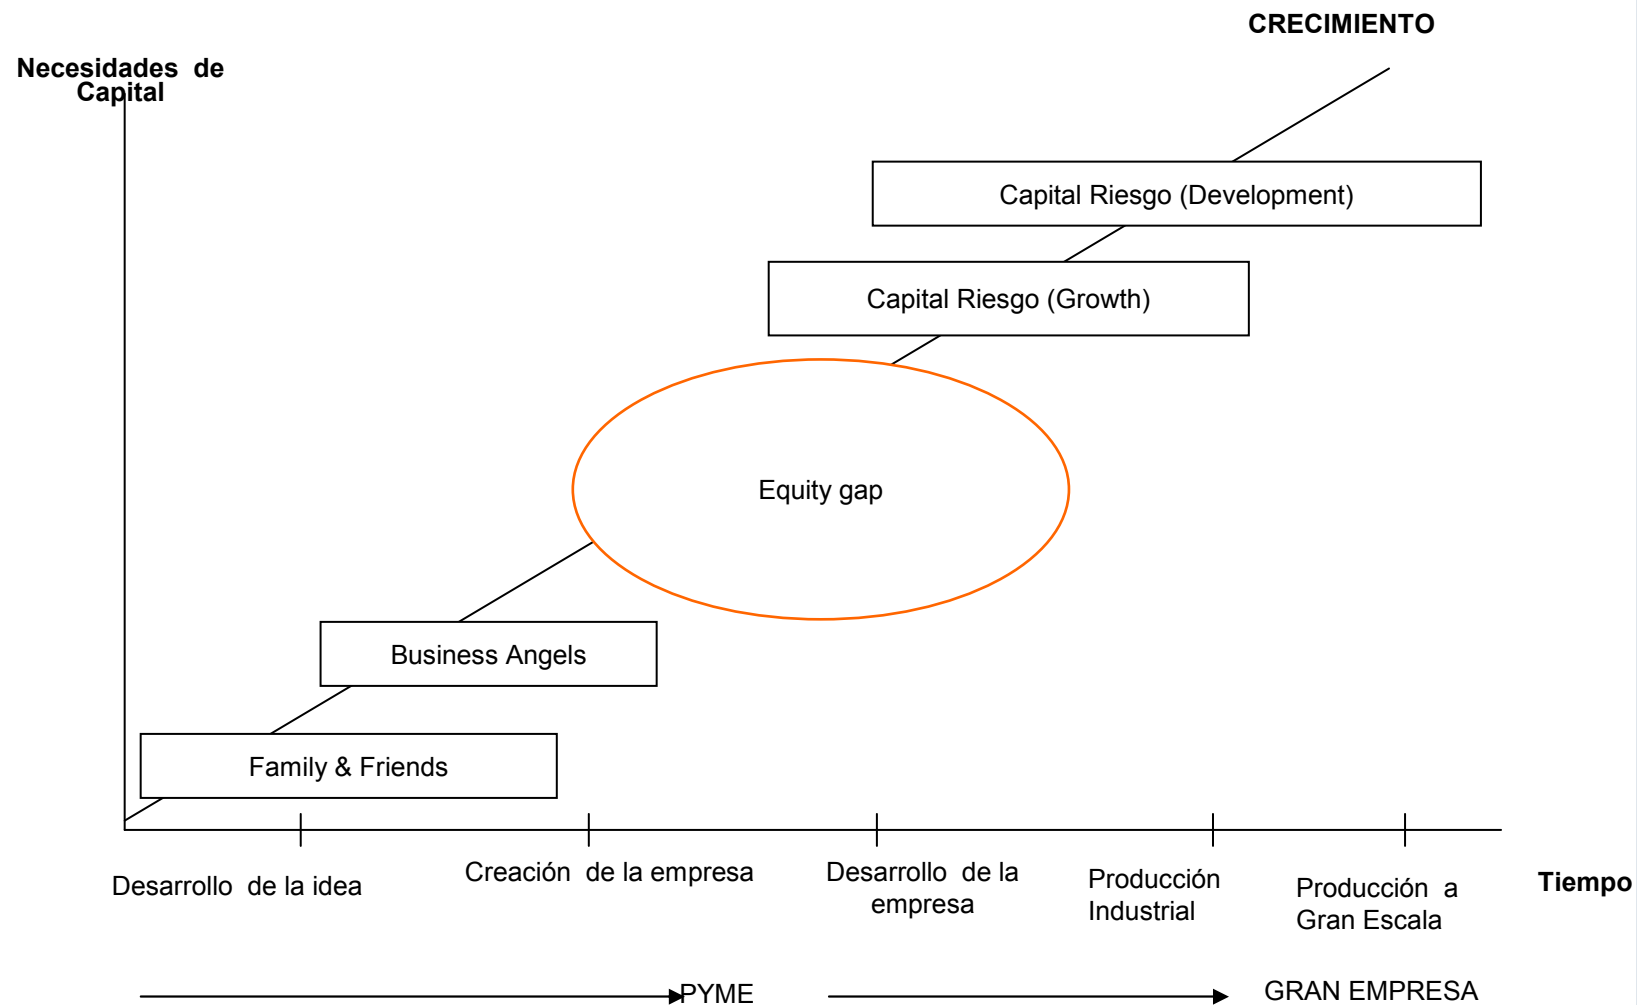 CRECIMIENTO
Necesidades de
Capital
Capital Riesgo (Development)
Capital Riesgo (Growth)
Equity gap
Business Angels
Family & Friends
Desarrollo de la idea
Creación de la empresa
Desarrollo de la
empresa
Producción
Industrial
Producción a
Gran Escala
Tiempo
PYME
GRAN EMPRESA